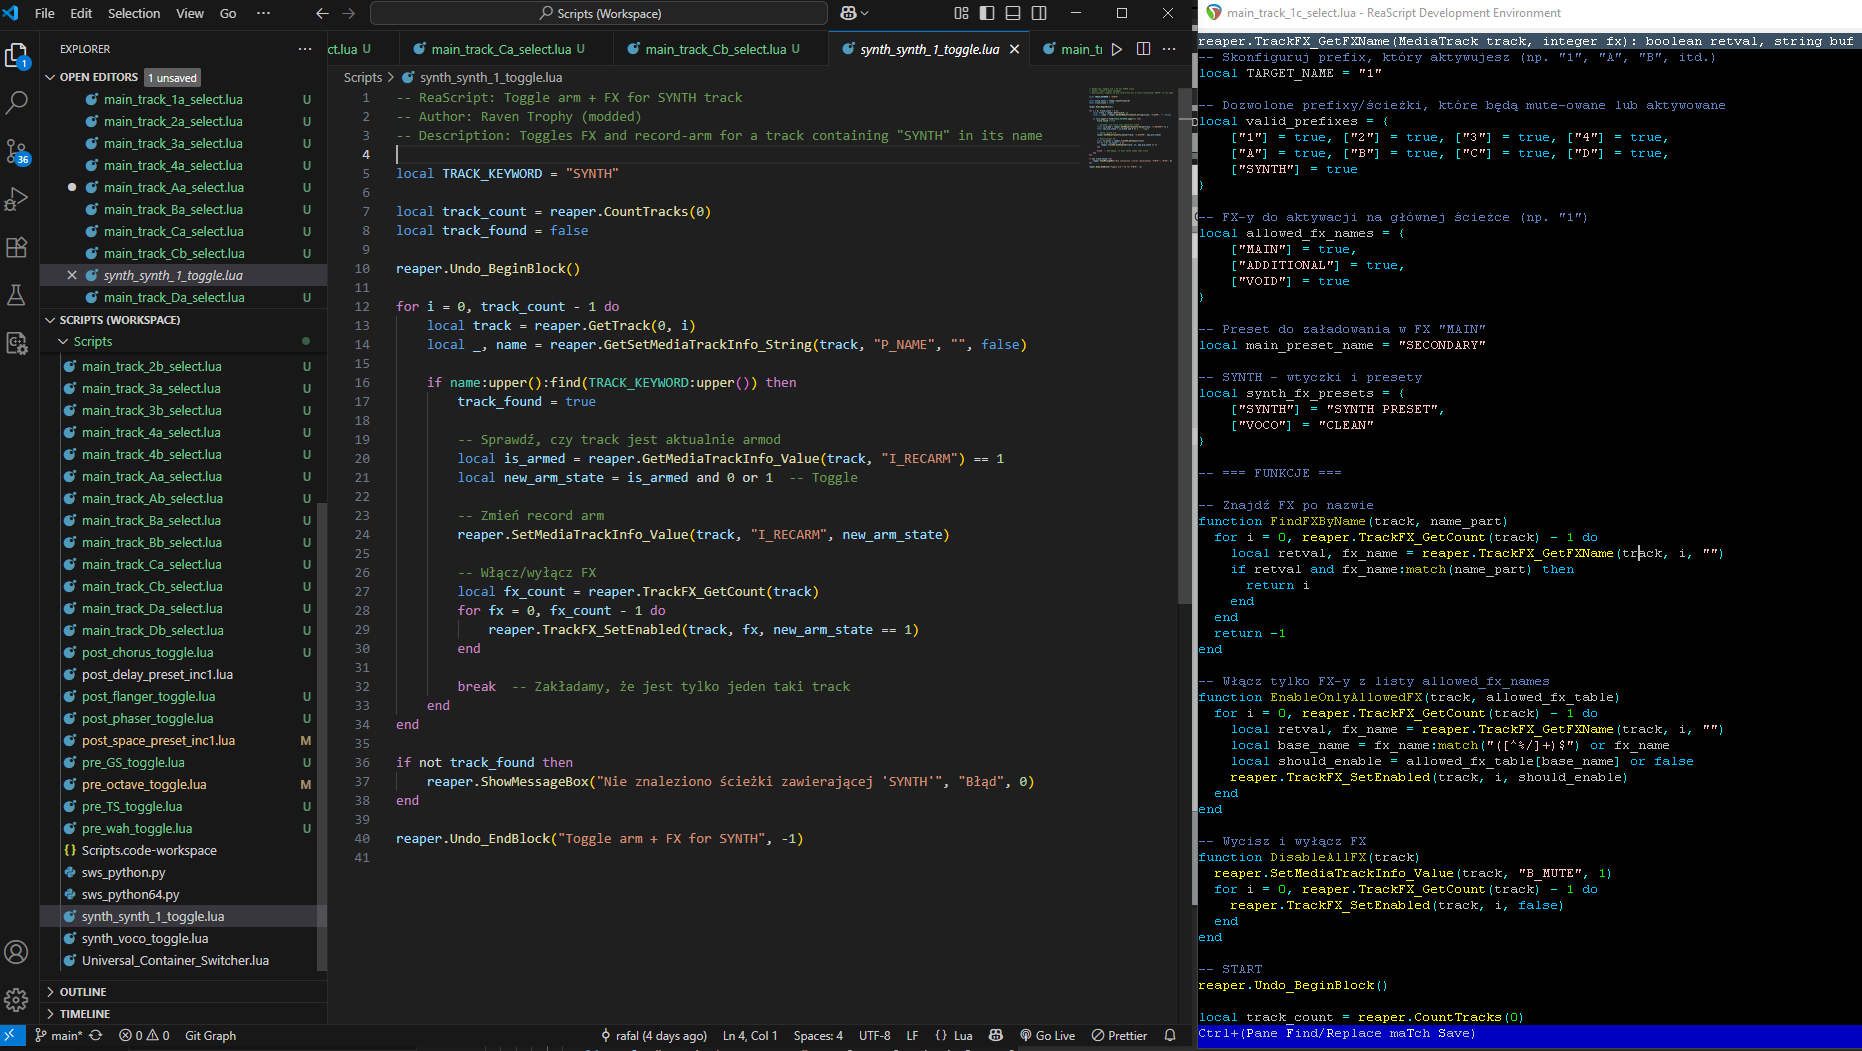 File Edit Selection View Go ··· Scripts (Workspace)
EXPLORER ···
OPEN EDITORS 1 unsaved
main_track_1a_select.lua U
main_track_2a_select.lua U
main_track_3a_select.lua U
main_track_4a_select.lua U
main_track_Aa_select.lua U
main_track_Ba_select.lua U
main_track_Ca_select.lua U
main_track_Cb_select.lua U
synth_synth_1_toggle.lua
main_track_Da_select.lua U
SCRIPTS (WORKSPACE)
Scripts
main_track_2b_select.lua U
main_track_3a_select.lua U
main_track_3b_select.lua U
main_track_4a_select.lua U
main_track_4b_select.lua U
main_track_Aa_select.lua U
main_track_Ab_select.lua U
main_track_Ba_select.lua U
main_track_Bb_select.lua U
main_track_Ca_select.lua U
main_track_Cb_select.lua U
main_track_Da_select.lua U
main_track_Db_select.lua U
post_chorus_toggle.lua U
post_delay_preset_inc1.lua
post_flanger_toggle.lua U
post_phaser_toggle.lua U
post_space_preset_inc1.lua M
pre_GS_toggle.lua U
pre_octave_toggle.lua M
pre_TS_toggle.lua U
pre_wah_toggle.lua U
Scripts.code-workspace
sws_python.py
sws_python64.py
synth_synth_1_toggle.lua
synth_voco_toggle.lua
Universal_Container_Switcher.lua
OUTLINE
TIMELINE
1
36
ct.lua U main_track_Ca_select.lua U main_track_Cb_select.lua U synth_synth_1_toggle.lua main_tr
Scripts > synth_synth_1_toggle.lua
1 -- ReaScript: Toggle arm + FX for SYNTH track
2 -- Author: Raven Trophy (modded)
3 -- Description: Toggles FX and record-arm for a track containing "SYNTH" in its name
4
5 local TRACK_KEYWORD = "SYNTH"
6
7 local track_count = reaper.CountTracks(0)
8 local track_found = false
9
10 reaper.Undo_BeginBlock()
11
12 for i = 0, track_count - 1 do
13 local track = reaper.GetTrack(0, i)
14 local _, name = reaper.GetSetMediaTrackInfo_String(track, "P_NAME", "", false)
15
16 if name:upper():find(TRACK_KEYWORD:upper()) then
17 track_found = true
18
19 -- Sprawdź, czy track jest aktualnie armod
20 local is_armed = reaper.GetMediaTrackInfo_Value(track, "I_RECARM") == 1
21 local new_arm_state = is_armed and 0 or 1 -- Toggle
22
23 -- Zmień record arm
24 reaper.SetMediaTrackInfo_Value(track, "I_RECARM", new_arm_state)
25
26 -- Włącz/wyłącz FX
27 local fx_count = reaper.TrackFX_GetCount(track)
28 for fx = 0, fx_count - 1 do
29 reaper.TrackFX_SetEnabled(track, fx, new_arm_state == 1)
30 end
31
32 break -- Zakładamy, że jest tylko jeden taki track
33 end
34 end
35
36 if not track_found then
37 reaper.ShowMessageBox("Nie znaleziono ścieżki zawierającej 'SYNTH'", "Błąd", 0)
38 end
39
40 reaper.Undo_EndBlock("Toggle arm + FX for SYNTH", -1)
41
main* 0 0 Git Graph rafal (4 days ago) Ln 4, Col 1 Spaces: 4 UTF-8 LF {} Lua Go Live Prettier
main_track_1c_select.lua - ReaScript Development Environment
reaper.TrackFX_GetFXName(MediaTrack track, integer fx): boolean retval, string buf
-- Skonfiguruj prefix, który aktywujesz (np. "1", "A", "B", itd.)
local TARGET_NAME = "1"
-- Dozwolone prefixy/ścieżki, które będą mute-owane lub aktywowane
local valid_prefixes = {
["1"] = true, ["2"] = true, ["3"] = true, ["4"] = true,
["A"] = true, ["B"] = true, ["C"] = true, ["D"] = true,
["SYNTH"] = true
}
-- FX-y do aktywacji na głównej ścieżce (np. "1")
local allowed_fx_names = {
["MAIN"] = true,
["ADDITIONAL"] = true,
["VOID"] = true
}
-- Preset do załadowania w FX "MAIN"
local main_preset_name = "SECONDARY"
-- SYNTH - wtyczki i presety
local synth_fx_presets = {
["SYNTH"] = "SYNTH PRESET",
["VOCO"] = "CLEAN"
}
-- === FUNKCJE ===
-- Znajdź FX po nazwie
function FindFXByName(track, name_part)
for i = 0, reaper.TrackFX_GetCount(track) - 1 do
local retval, fx_name = reaper.TrackFX_GetFXName(track, i, "")
if retval and fx_name:match(name_part) then
return i
end
end
return -1
end
-- Włącz tylko FX-y z listy allowed_fx_names
function EnableOnlyAllowedFX(track, allowed_fx_table)
for i = 0, reaper.TrackFX_GetCount(track) - 1 do
local retval, fx_name = reaper.TrackFX_GetFXName(track, i, "")
local base_name = fx_name:match("([^%/]+)$") or fx_name
local should_enable = allowed_fx_table[base_name] or false
reaper.TrackFX_SetEnabled(track, i, should_enable)
end
end
-- Wycisz i wyłącz FX
function DisableAllFX(track)
reaper.SetMediaTrackInfo_Value(track, "B_MUTE", 1)
for i = 0, reaper.TrackFX_GetCount(track) - 1 do
reaper.TrackFX_SetEnabled(track, i, false)
end
end
-- START
reaper.Undo_BeginBlock()
local track_count = reaper.CountTracks(0)
Ctrl+(Pane Find/Replace maTch Save)